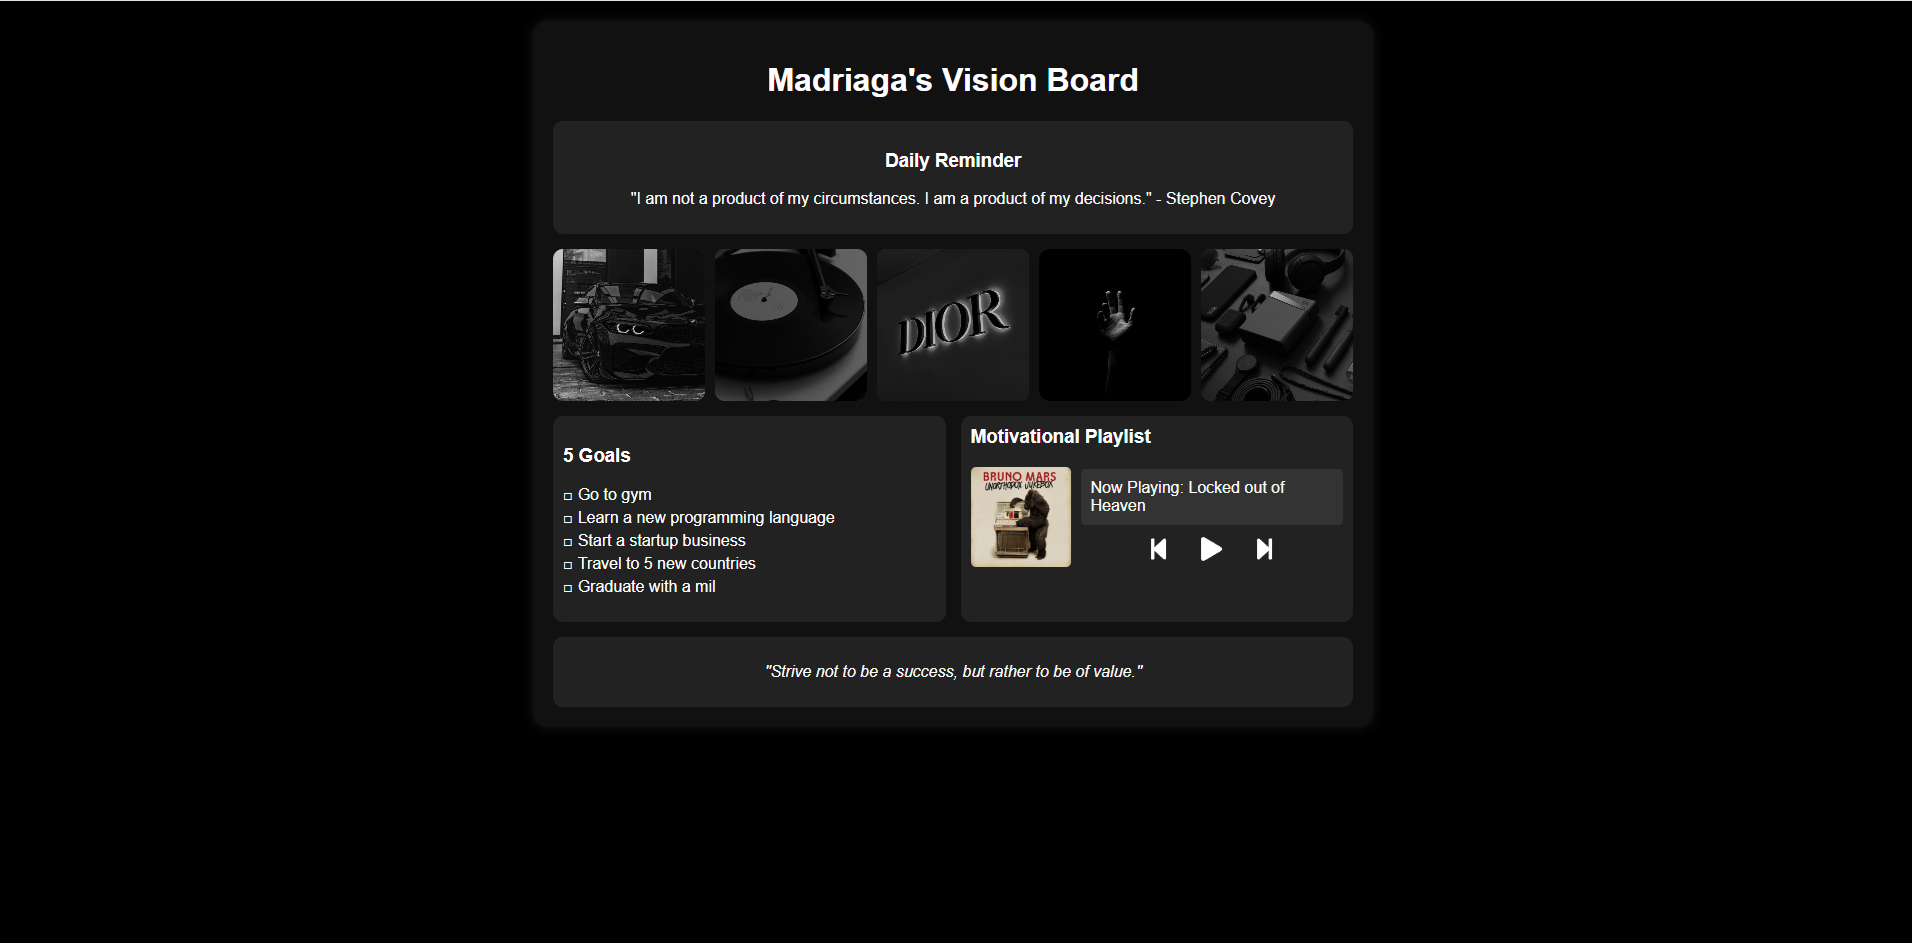 Madriaga's Vision Board
Daily Reminder
"I am not a product of my circumstances. I am a product of my decisions." - Stephen Covey
DIOR
5 Goals
Go to gym
Learn a new programming language
Start a startup business
Travel to 5 new countries
Graduate with a mil
Motivational Playlist
BRUNO MARS
UNORTHODOX JUKEBOX
Now Playing: Locked out of
Heaven
"Strive not to be a success, but rather to be of value."